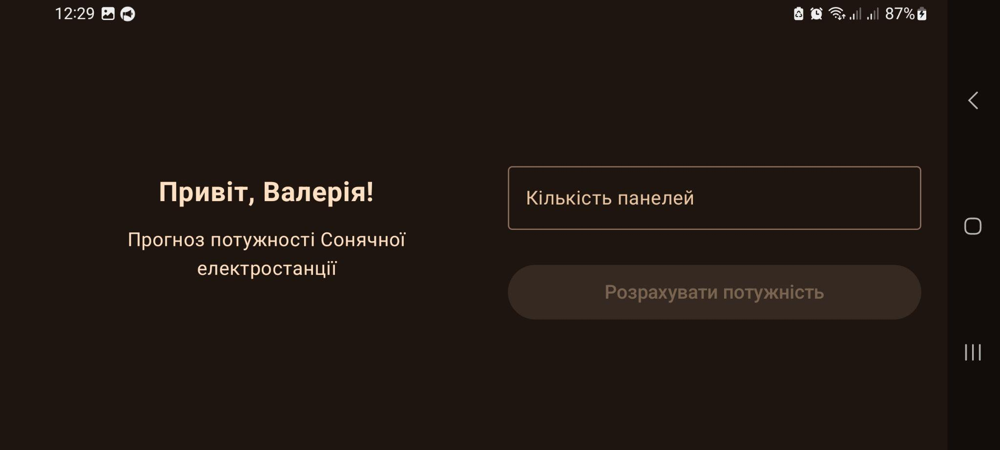 12:29
87%
Привіт, Валерія!
Прогноз потужності Сонячної
електростанції
Кількість панелей
Розрахувати потужність